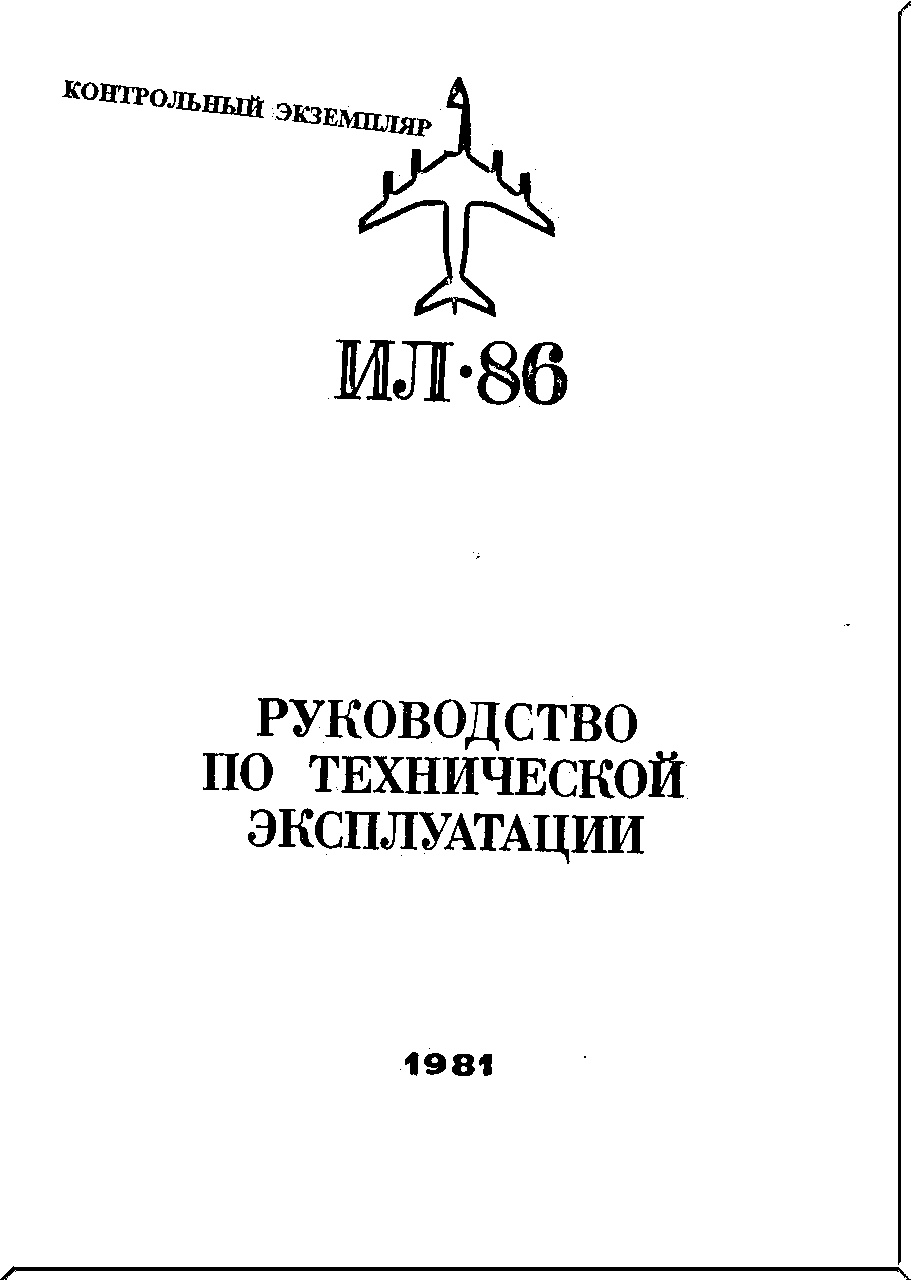 КОНТРОЛЬНЫЙ ЭКЗЕМПЛЯР
ИЛ·86
РУКОВОДСТВО
ПО ТЕХНИЧЕСКОЙ
ЭКСПЛУАТАЦИИ
1981